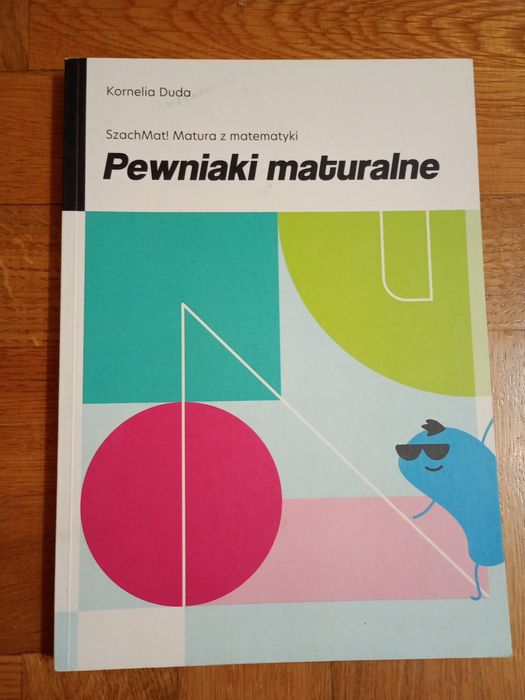 Kornelia Duda
SzachMat! Matura z matematyki
Pewniaki maturalne